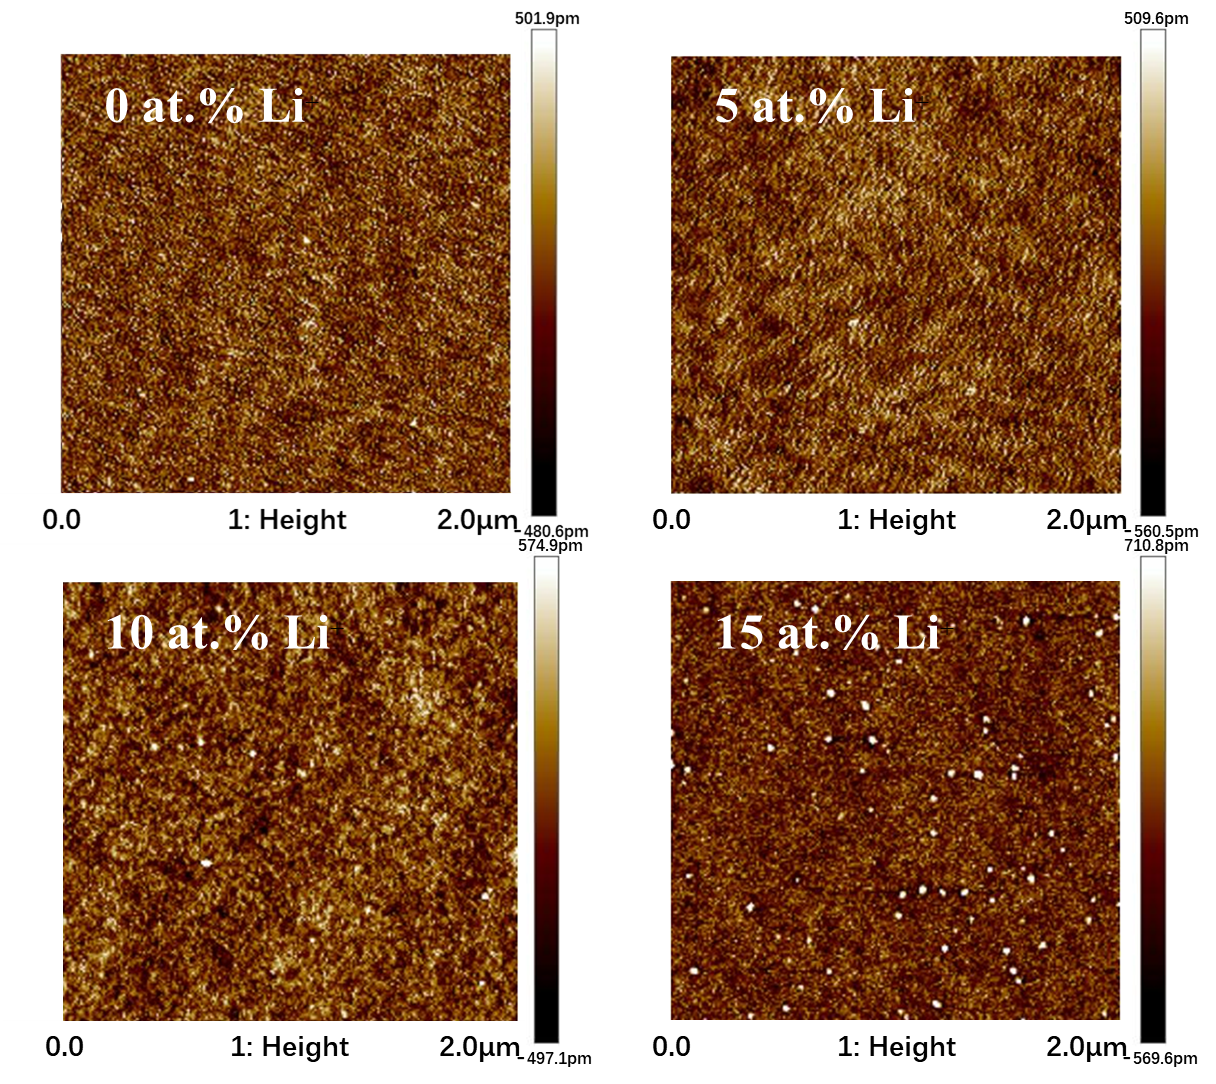 501.9pm
0 at.% Li+
0.0 1: Height 2.0μm
-480.6pm
509.6pm
5 at.% Li+
0.0 1: Height 2.0μm
-560.5pm
574.9pm
10 at.% Li+
0.0 1: Height 2.0μm
-497.1pm
710.8pm
15 at.% Li+
0.0 1: Height 2.0μm
-569.6pm